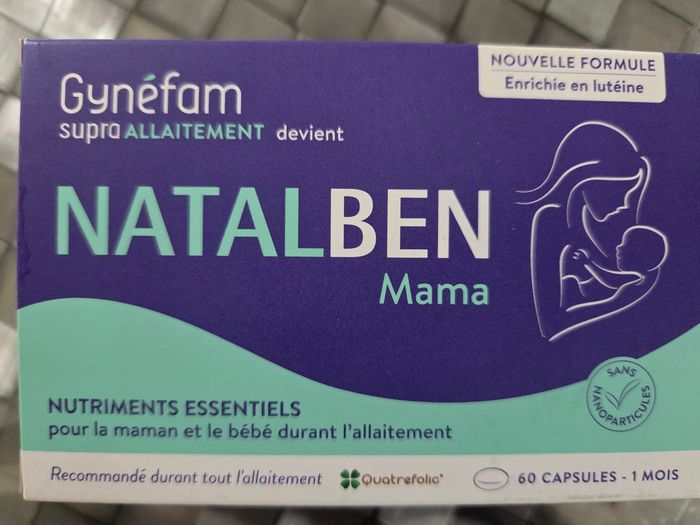 NOUVELLE FORMULE
Enrichie en lutéine
Gynéfam
supra ALLAITEMENT devient
NATALBEN
Mama
SANS
NANOPARTICULES
NUTRIMENTS ESSENTIELS
pour la maman et le bébé durant l'allaitement
Recommandé durant tout l'allaitement Quatrefolic® 60 CAPSULES - 1 MOIS